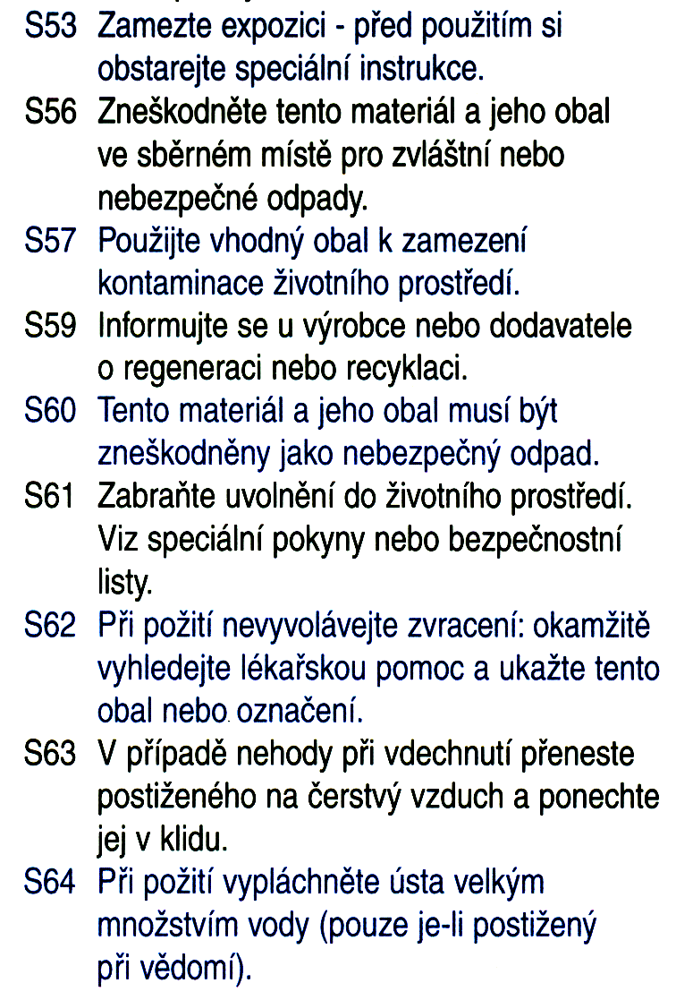 S53 Zamezte expozici - před použitím si
obstarejte speciální instrukce.
S56 Zneškodněte tento materiál a jeho obal
ve sběrném místě pro zvláštní nebo
nebezpečné odpady.
S57 Použijte vhodný obal k zamezení
kontaminace životního prostředí.
S59 Informujte se u výrobce nebo dodavatele
o regeneraci nebo recyklaci.
S60 Tento materiál a jeho obal musí být
zneškodněny jako nebezpečný odpad.
S61 Zabraňte uvolnění do životního prostředí.
Viz speciální pokyny nebo bezpečnostní
listy.
S62 Při požití nevyvolávejte zvracení: okamžitě
vyhledejte lékařskou pomoc a ukažte tento
obal nebo označení.
S63 V případě nehody při vdechnutí přeneste
postiženého na čerstvý vzduch a ponechte
jej v klidu.
S64 Při požití vypláchněte ústa velkým
množstvím vody (pouze je-li postižený
při vědomí).